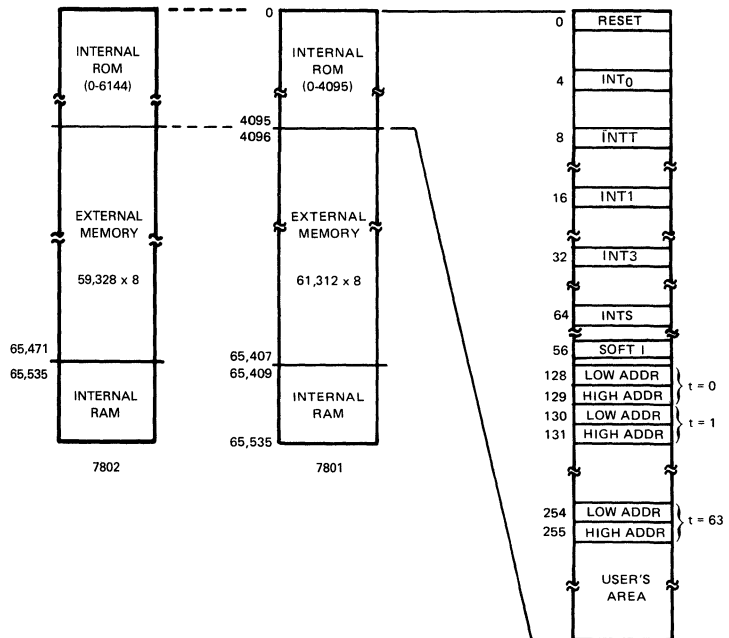 INTERNAL
ROM
(0-6144)
EXTERNAL
MEMORY
59,328 x 8
65,471
65,535
INTERNAL
RAM
7802
0
INTERNAL
ROM
(0-4095)
4095
4096
EXTERNAL
MEMORY
61,312 x 8
65,407
65,409
INTERNAL
RAM
65,535
7801
0 RESET
4 INT0
8 INTT
16 INT1
32 INT3
64 INTS
56 SOFT I
128 LOW ADDR
129 HIGH ADDR
t = 0
130 LOW ADDR
131 HIGH ADDR
t = 1
254 LOW ADDR
255 HIGH ADDR
t = 63
USER'S
AREA